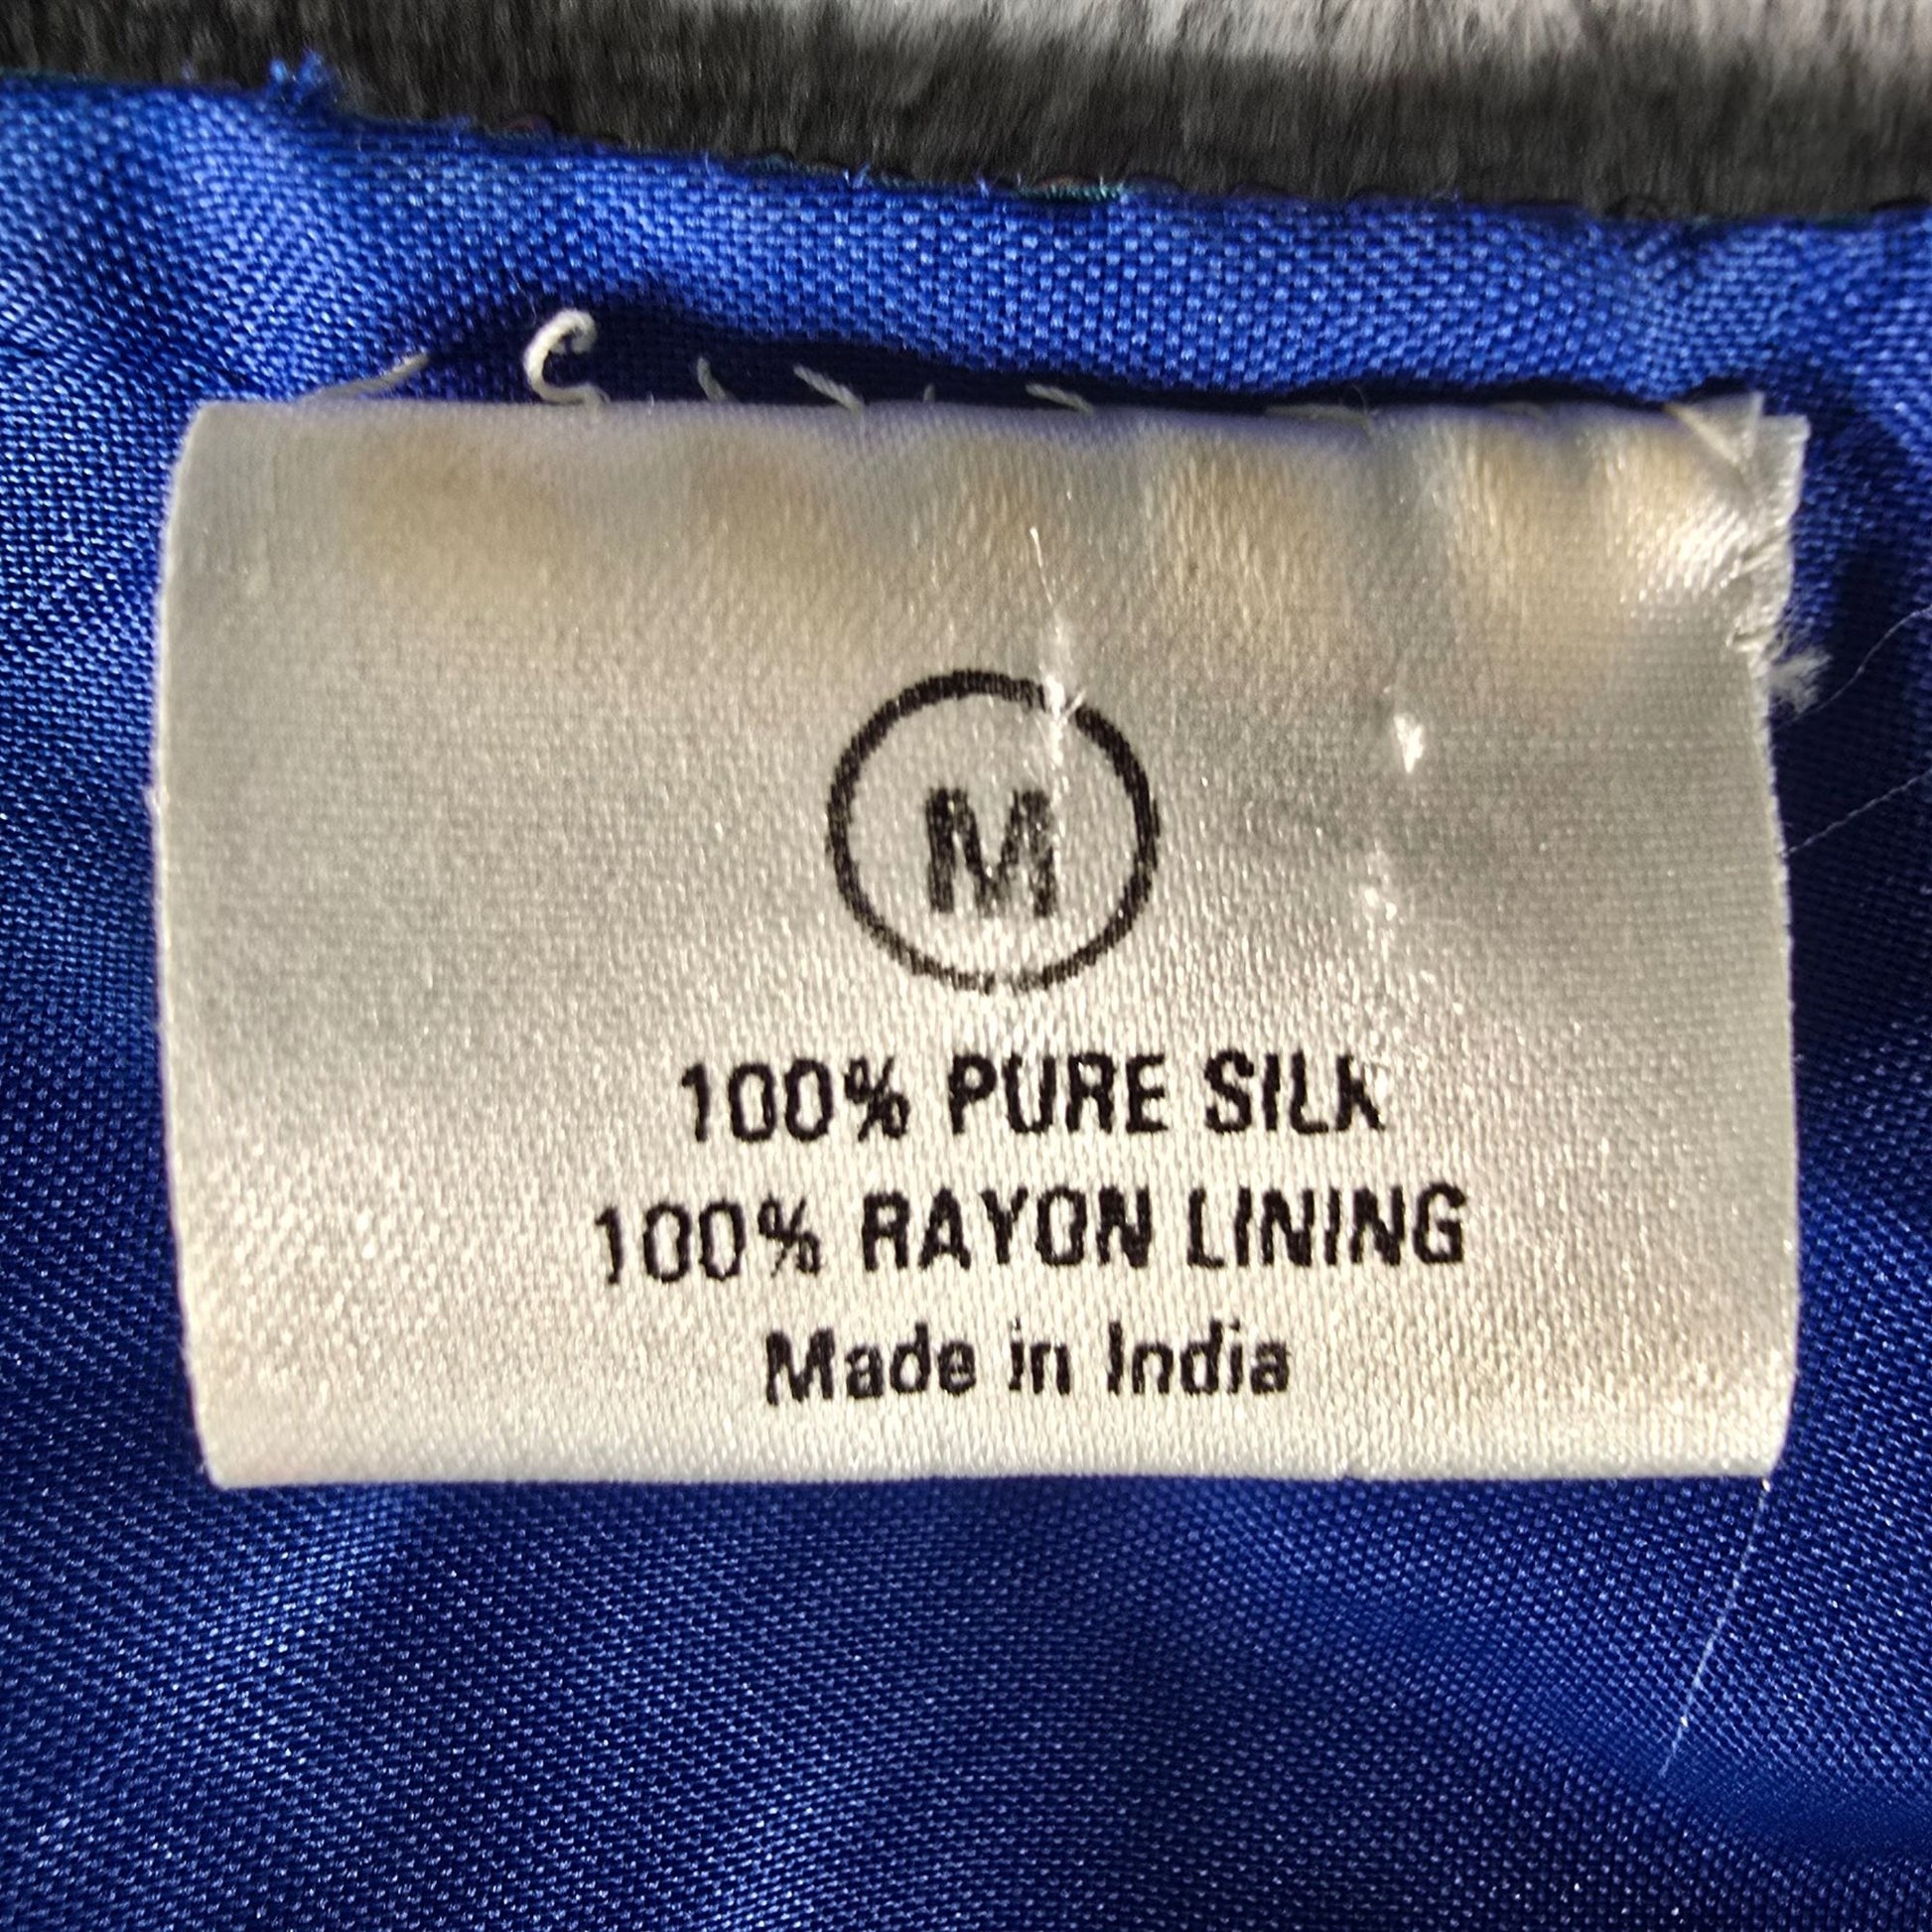 M
100% PURE SILK
100% RAYON LINING
Made in India